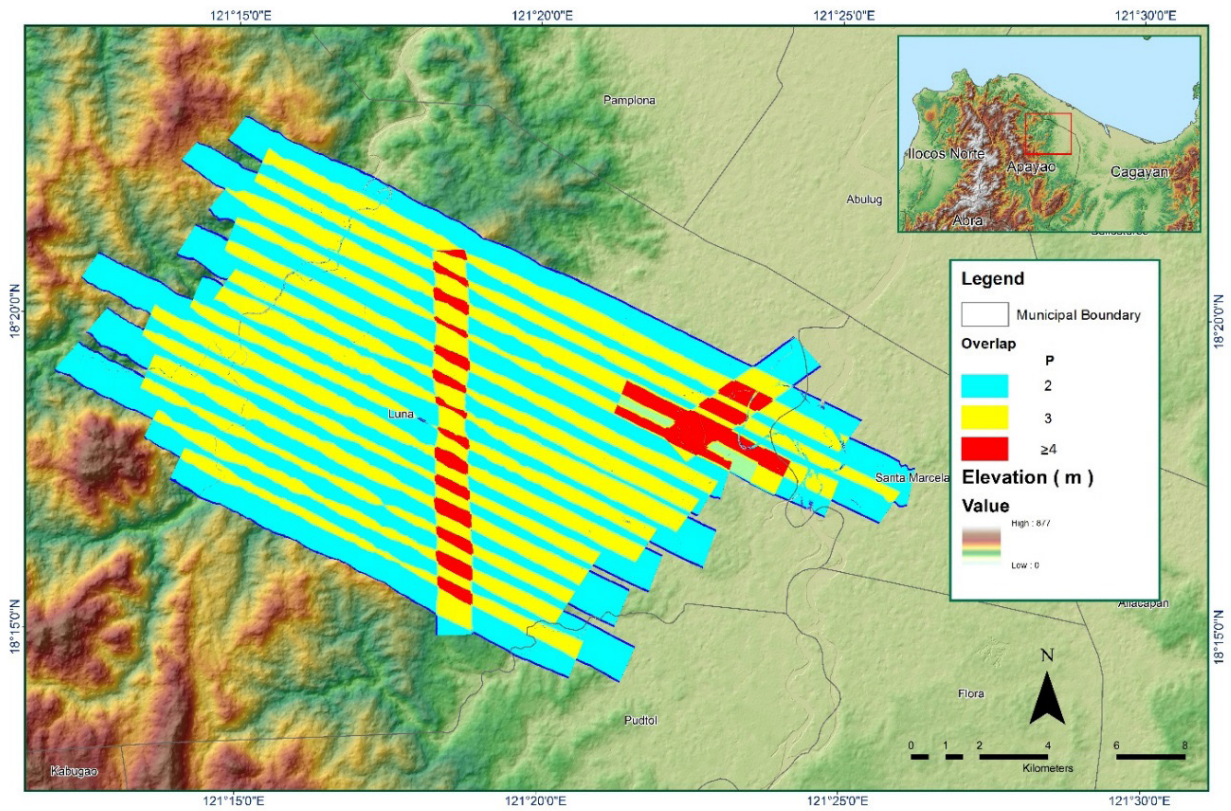 121°15'0"E 121°20'0"E 121°25'0"E 121°30'0"E
Pamplona
Ilocos Norte
Apayao
Cagayan
Abra
Abulug
18°20'0"N
18°20'0"N
Legend
Municipal Boundary
Overlap
P
2
3
≥4
Elevation ( m )
Value
High : 877
Low : 0
Luna
Santa Marcela
Allacapan
18°15'0"N
18°15'0"N
N
Flora
Pudtol
0 1 2 4 6 8
Kilometers
Kabugao
121°15'0"E 121°20'0"E 121°25'0"E 121°30'0"E